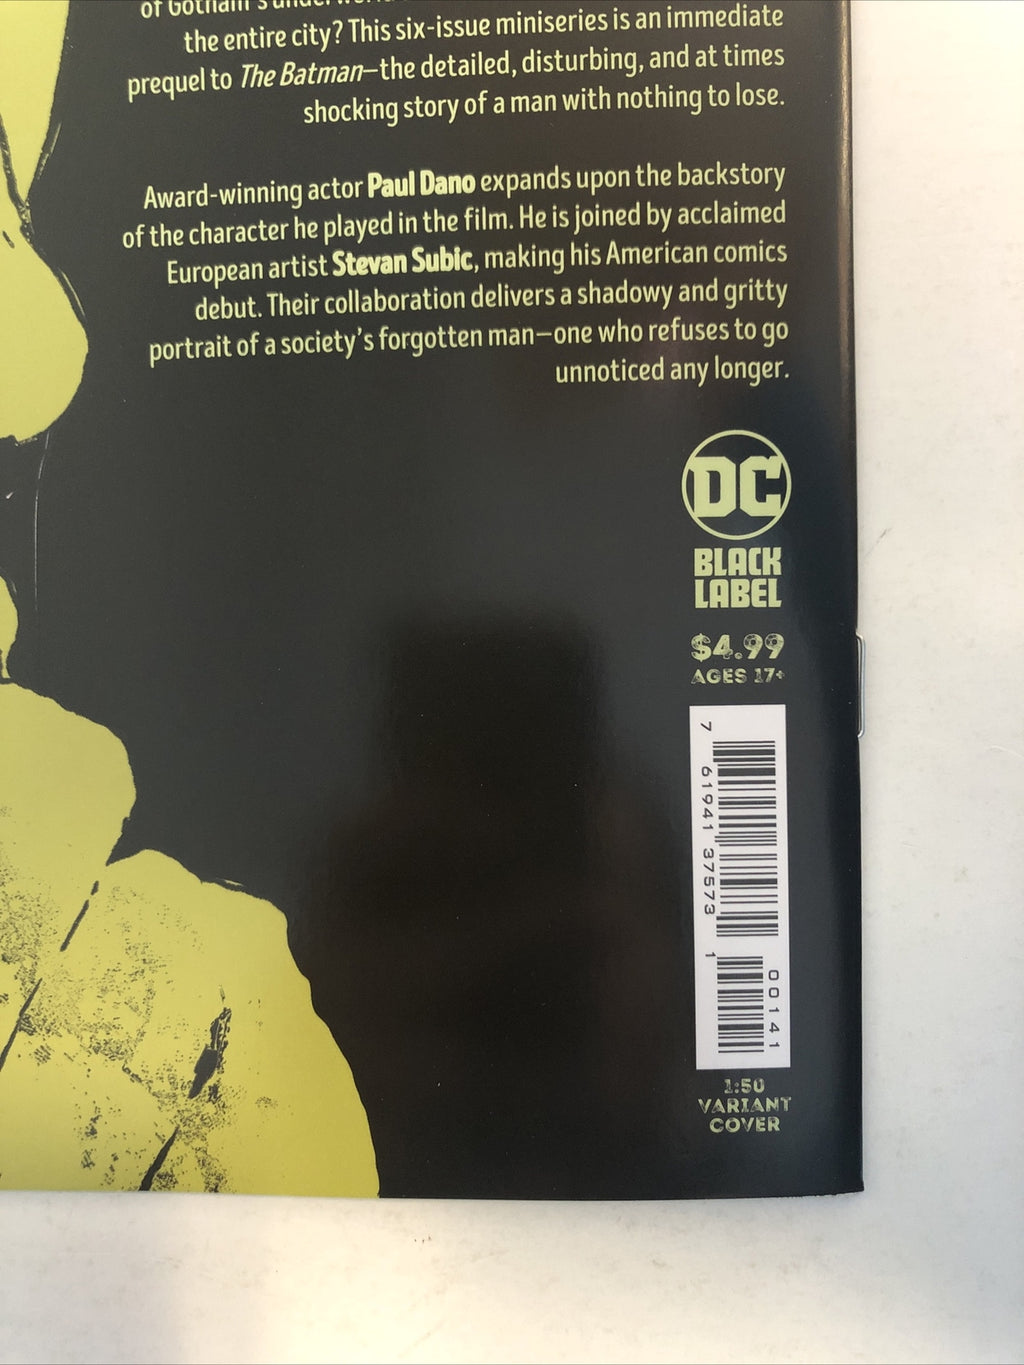 of Gotham's underworld
the entire city? This six-issue miniseries is an immediate
prequel to The Batman—the detailed, disturbing, and at times
shocking story of a man with nothing to lose.
Award-winning actor Paul Dano expands upon the backstory
of the character he played in the film. He is joined by acclaimed
European artist Stevan Subic, making his American comics
debut. Their collaboration delivers a shadowy and gritty
portrait of a society's forgotten man—one who refuses to go
unnoticed any longer.
DC
BLACK
LABEL
$4.99
AGES 17+
7 61941 37573 1
00141
1:50
VARIANT
COVER